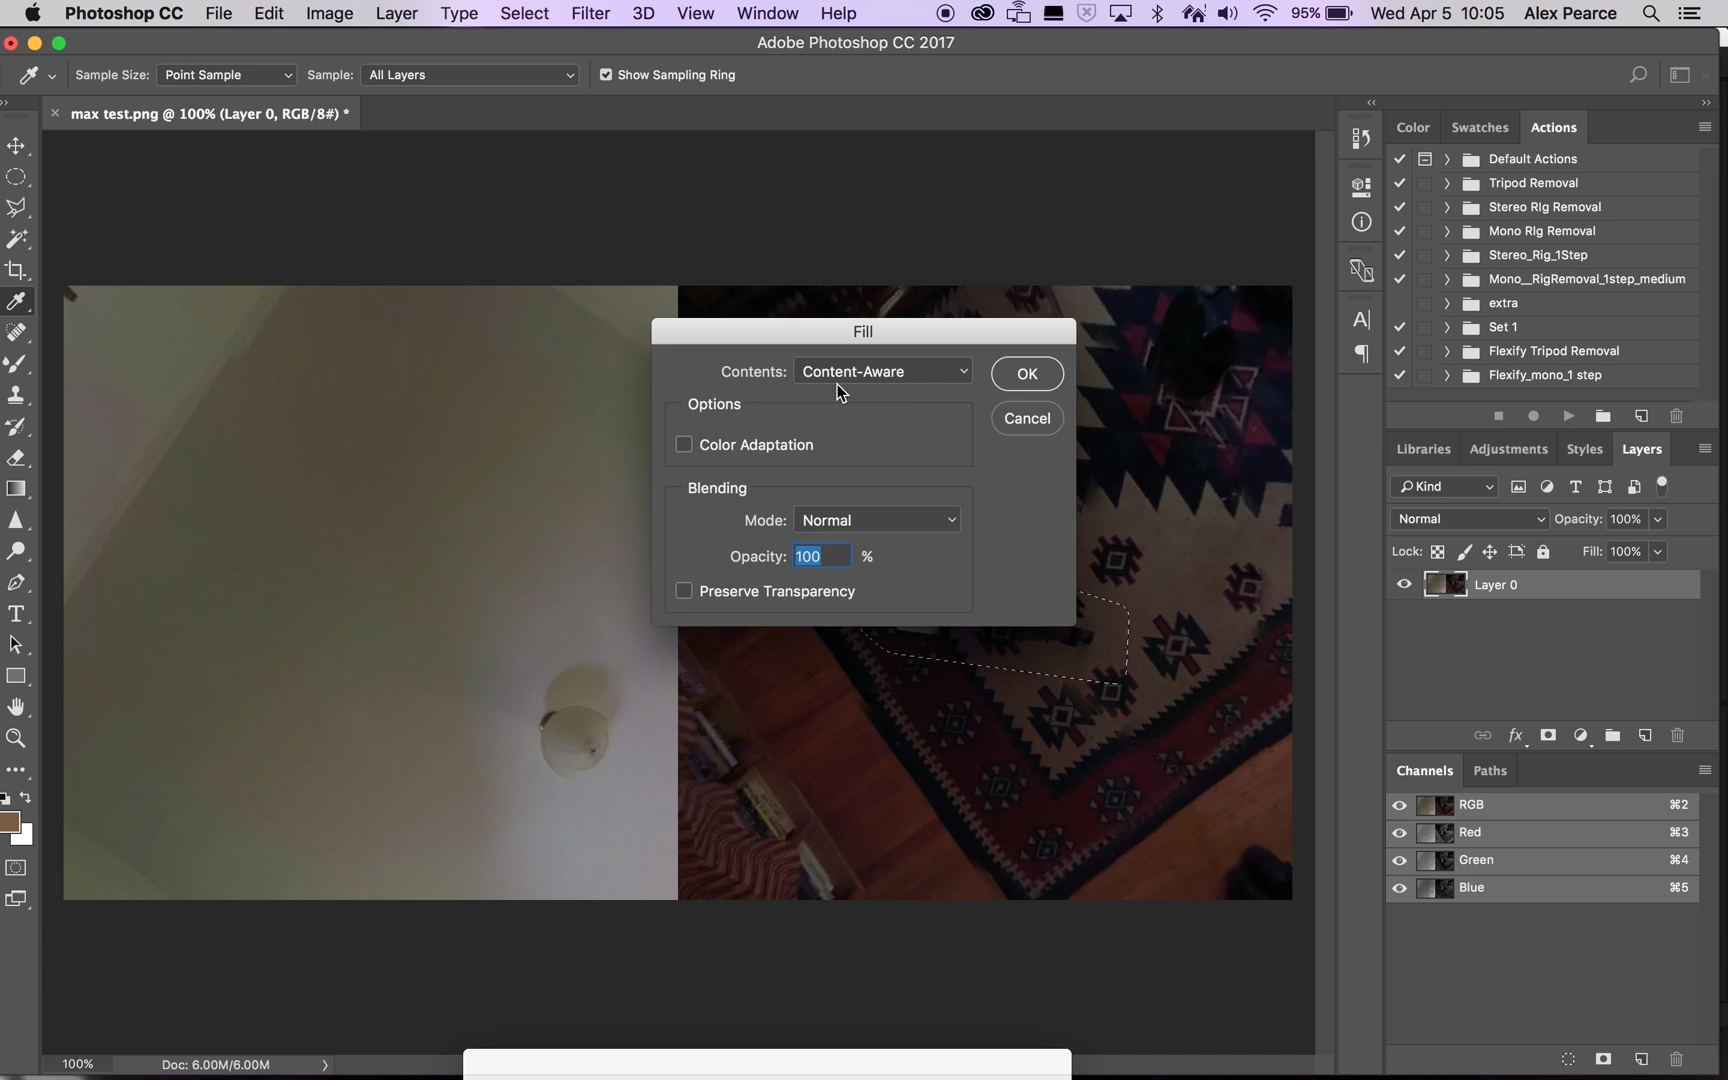 Photoshop CC File Edit Image Layer Type Select Filter 3D View Window Help 95% Wed Apr 5 10:05 Alex Pearce
Adobe Photoshop CC 2017
Sample Size: Point Sample Sample: All Layers Show Sampling Ring
max test.png @ 100% (Layer 0, RGB/8#) *
Fill
Contents: Content-Aware
OK
Options
Cancel
Color Adaptation
Blending
Mode: Normal
Opacity: 100 %
Preserve Transparency
Color Swatches Actions
Default Actions
Tripod Removal
Stereo RIg Removal
Mono RIg Removal
Stereo_Rig_1Step
Mono__RigRemoval_1step_medium
extra
Set 1
Flexify Tripod Removal
Flexify_mono_1 step
Libraries Adjustments Styles Layers
Kind
Normal Opacity: 100%
Lock: Fill: 100%
Layer 0
fx
Channels Paths
RGB ⌘2
Red ⌘3
Green ⌘4
Blue ⌘5
100% Doc: 6.00M/6.00M